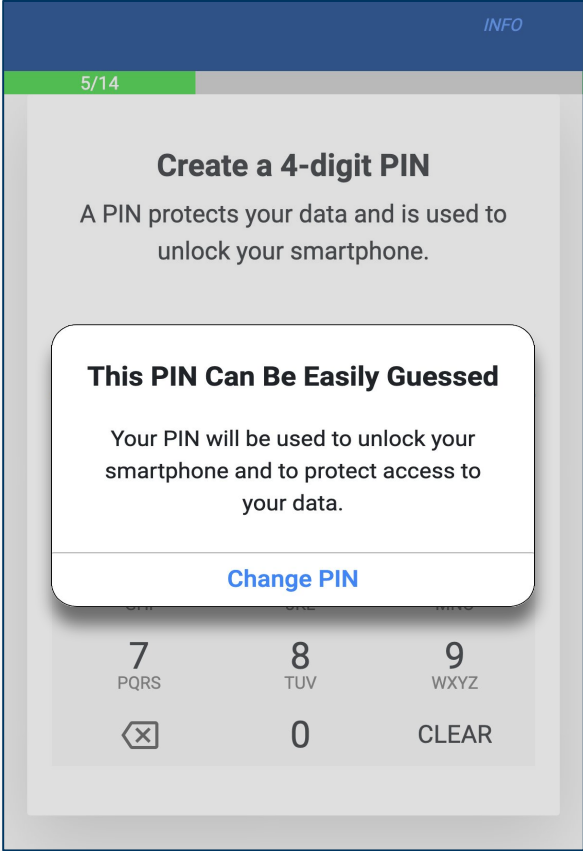 INFO
5/14
Create a 4-digit PIN
A PIN protects your data and is used to
unlock your smartphone.
This PIN Can Be Easily Guessed
Your PIN will be used to unlock your
smartphone and to protect access to
your data.
Change PIN
7 8 9
PQRS TUV WXYZ
0 CLEAR